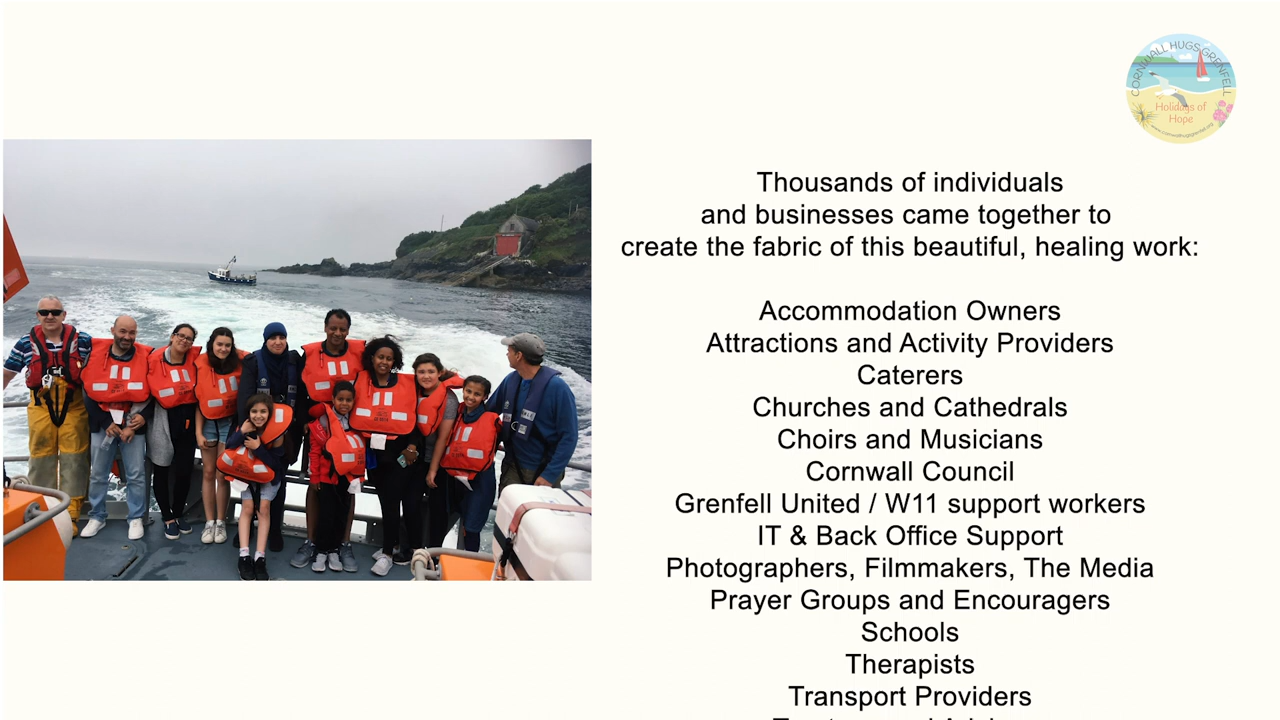 CORNWALL HUGS GRENFELL
Holidays of
Hope
www.cornwallhugsgrenfell.org
Thousands of individuals
and businesses came together to
create the fabric of this beautiful, healing work:
Accommodation Owners
Attractions and Activity Providers
Caterers
Churches and Cathedrals
Choirs and Musicians
Cornwall Council
Grenfell United / W11 support workers
IT & Back Office Support
Photographers, Filmmakers, The Media
Prayer Groups and Encouragers
Schools
Therapists
Transport Providers